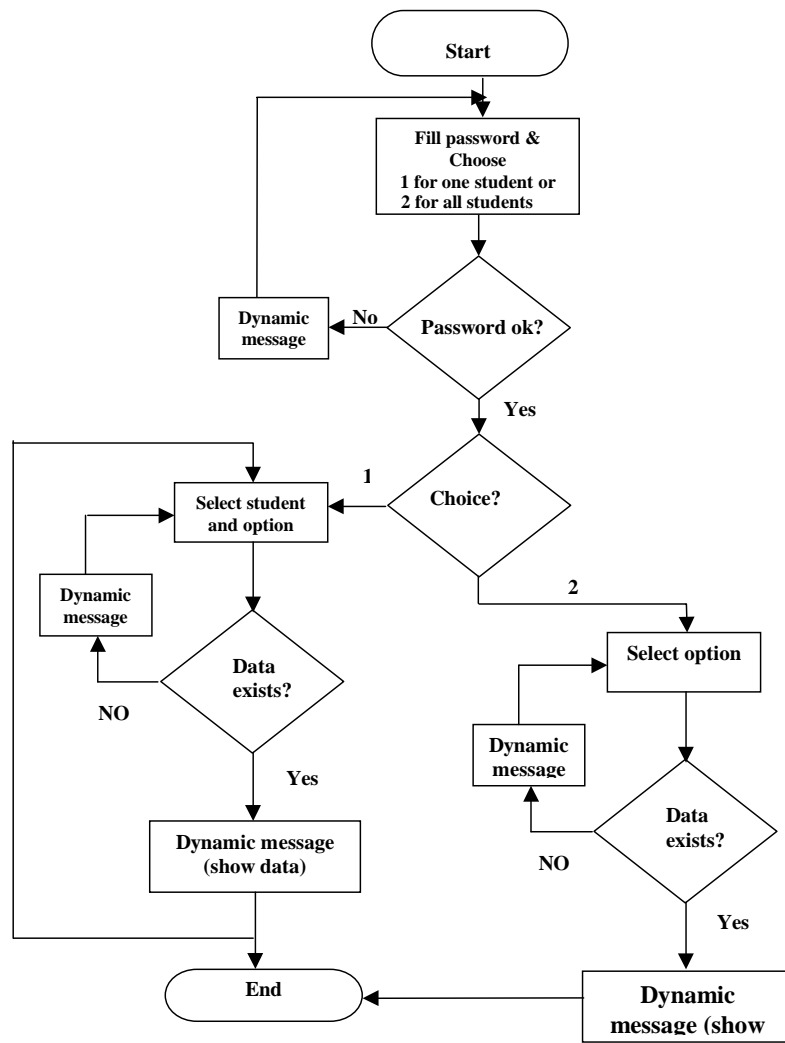 Start
Fill password &
Choose
1 for one student or
2 for all students
Password ok?
No
Dynamic
message
Yes
Choice?
1
Select student
and option
2
Dynamic
message
Select option
Data
exists?
NO
Dynamic
message
Yes
Data
exists?
NO
Dynamic message
(show data)
Yes
End
Dynamic
message (show